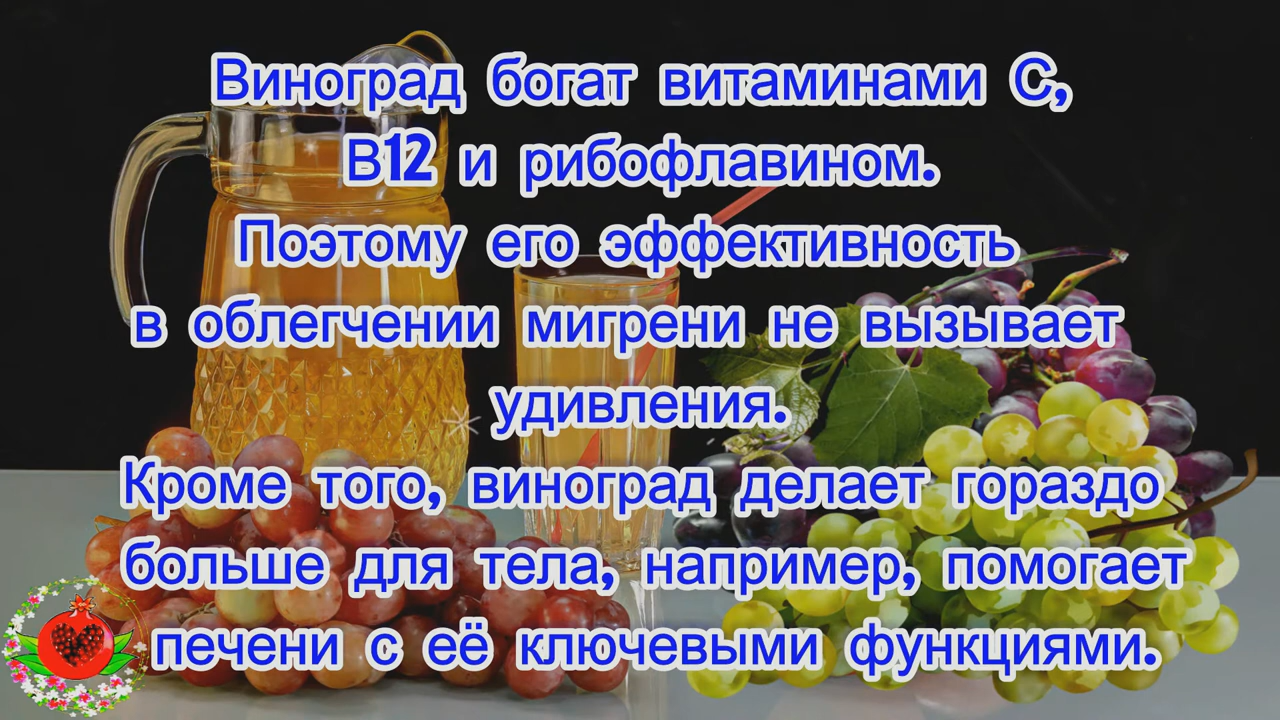 Виноград богат витаминами С,
В12 и рибофлавином.
Поэтому его эффективность
в облегчении мигрени не вызывает
удивления.
Кроме того, виноград делает гораздо
больше для тела, например, помогает
печени с её ключевыми функциями.